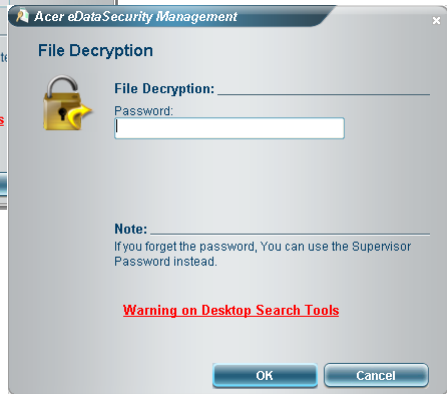 Acer eDataSecurity Management
File Decryption
File Decryption:
Password:
Note:
If you forget the password, You can use the Supervisor
Password instead.
Warning on Desktop Search Tools
OK
Cancel